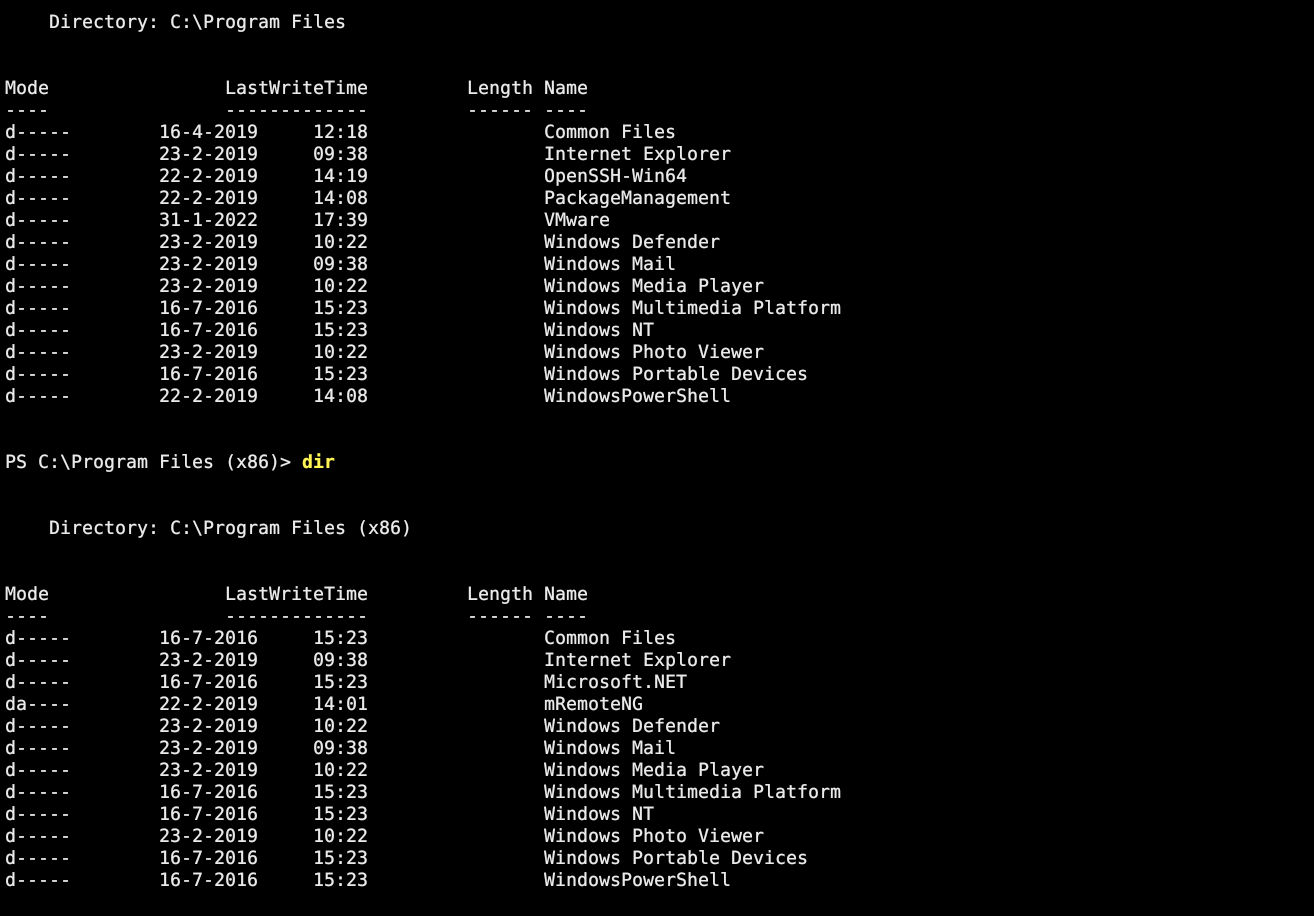 Directory: C:\Program Files
Mode                LastWriteTime         Length Name
----                -------------         ------ ----
d-----        16-4-2019     12:18                Common Files
d-----        23-2-2019     09:38                Internet Explorer
d-----        22-2-2019     14:19                OpenSSH-Win64
d-----        22-2-2019     14:08                PackageManagement
d-----        31-1-2022     17:39                VMware
d-----        23-2-2019     10:22                Windows Defender
d-----        23-2-2019     09:38                Windows Mail
d-----        23-2-2019     10:22                Windows Media Player
d-----        16-7-2016     15:23                Windows Multimedia Platform
d-----        16-7-2016     15:23                Windows NT
d-----        23-2-2019     10:22                Windows Photo Viewer
d-----        16-7-2016     15:23                Windows Portable Devices
d-----        22-2-2019     14:08                WindowsPowerShell
PS C:\Program Files (x86)> dir
    Directory: C:\Program Files (x86)
Mode                LastWriteTime         Length Name
----                -------------         ------ ----
d-----        16-7-2016     15:23                Common Files
d-----        23-2-2019     09:38                Internet Explorer
d-----        16-7-2016     15:23                Microsoft.NET
da----        22-2-2019     14:01                mRemoteNG
d-----        23-2-2019     10:22                Windows Defender
d-----        23-2-2019     09:38                Windows Mail
d-----        23-2-2019     10:22                Windows Media Player
d-----        16-7-2016     15:23                Windows Multimedia Platform
d-----        16-7-2016     15:23                Windows NT
d-----        23-2-2019     10:22                Windows Photo Viewer
d-----        16-7-2016     15:23                Windows Portable Devices
d-----        16-7-2016     15:23                WindowsPowerShell